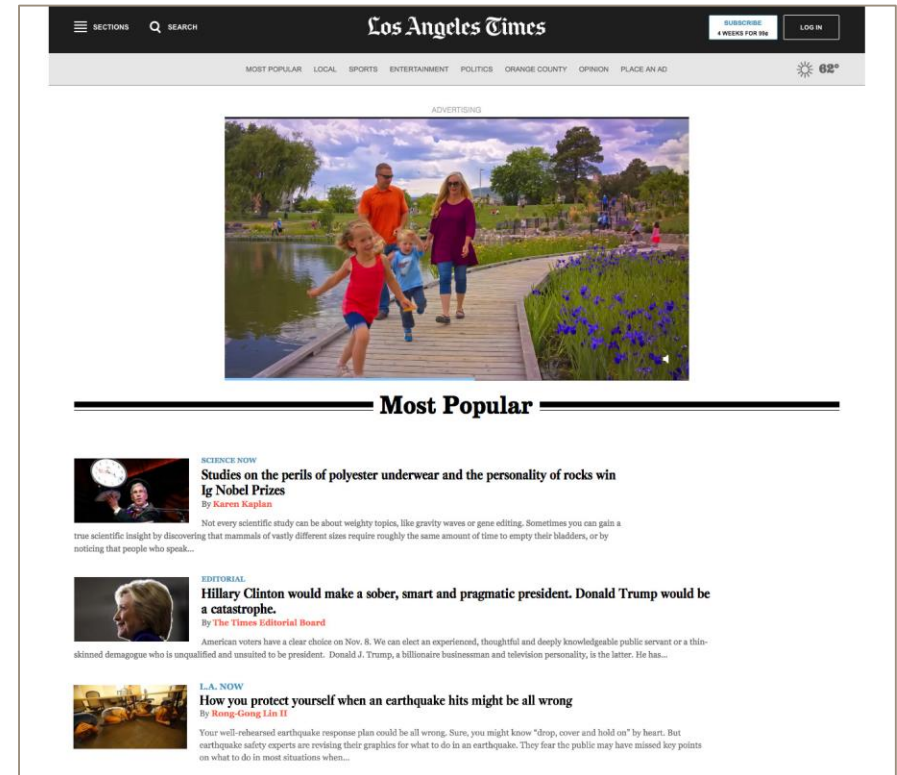 SECTIONS SEARCH Los Angeles Times SUBSCRIBE
4 WEEKS FOR 99¢ LOG IN
MOST POPULAR LOCAL SPORTS ENTERTAINMENT POLITICS ORANGE COUNTY OPINION PLACE AN AD 62°
ADVERTISING
Most Popular
SCIENCE NOW
Studies on the perils of polyester underwear and the personality of rocks win
Ig Nobel Prizes
By Karen Kaplan
Not every scientific study can be about weighty topics, like gravity waves or gene editing. Sometimes you can gain a
true scientific insight by discovering that mammals of vastly different sizes require roughly the same amount of time to empty their bladders, or by
noticing that people who speak...
EDITORIAL
Hillary Clinton would make a sober, smart and pragmatic president. Donald Trump would be
a catastrophe.
By The Times Editorial Board
American voters have a clear choice on Nov. 8. We can elect an experienced, thoughtful and deeply knowledgeable public servant or a thin-
skinned demagogue who is unqualified and unsuited to be president. Donald J. Trump, a billionaire businessman and television personality, is the latter. He has...
L.A. NOW
How you protect yourself when an earthquake hits might be all wrong
By Rong-Gong Lin II
Your well-rehearsed earthquake response plan could be all wrong. Sure, you might know “drop, cover and hold on” by heart. But
earthquake safety experts are revising their graphics for what to do in an earthquake. They fear the public may have missed key points
on what to do in most situations when...